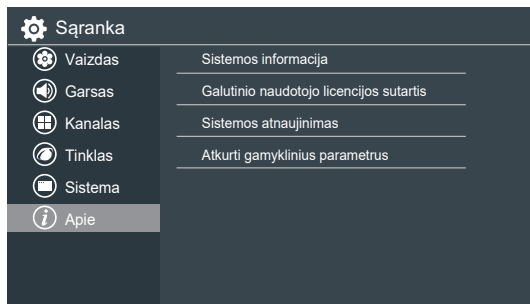 Sąranka
Vaizdas
Garsas
Kanalas
Tinklas
Sistema
Apie
Sistemos informacija
Galutinio naudotojo licencijos sutartis
Sistemos atnaujinimas
Atkurti gamyklinius parametrus